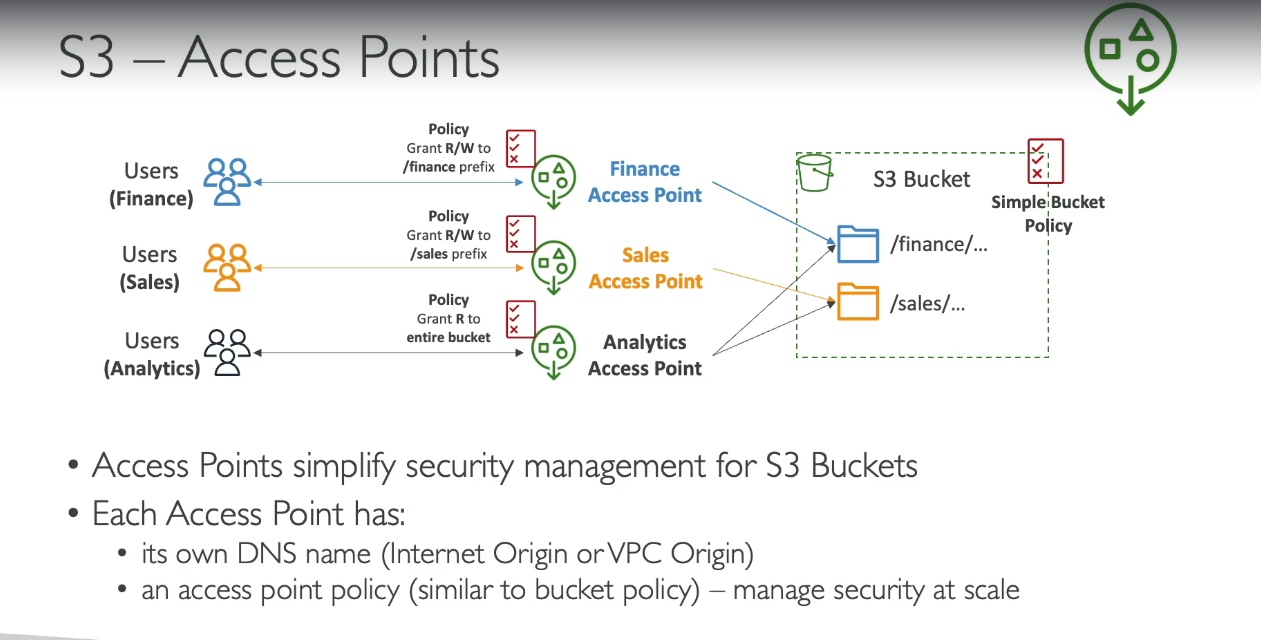 S3 – Access Points
Policy
Grant R/W to
/finance prefix
Users
(Finance)
Finance
Access Point
S3 Bucket
Simple Bucket
Policy
Policy
Grant R/W to
/sales prefix
Users
(Sales)
Sales
Access Point
/finance/...
/sales/...
Policy
Grant R to
entire bucket
Users
(Analytics)
Analytics
Access Point
• Access Points simplify security management for S3 Buckets
• Each Access Point has:
• its own DNS name (Internet Origin or VPC Origin)
• an access point policy (similar to bucket policy) – manage security at scale